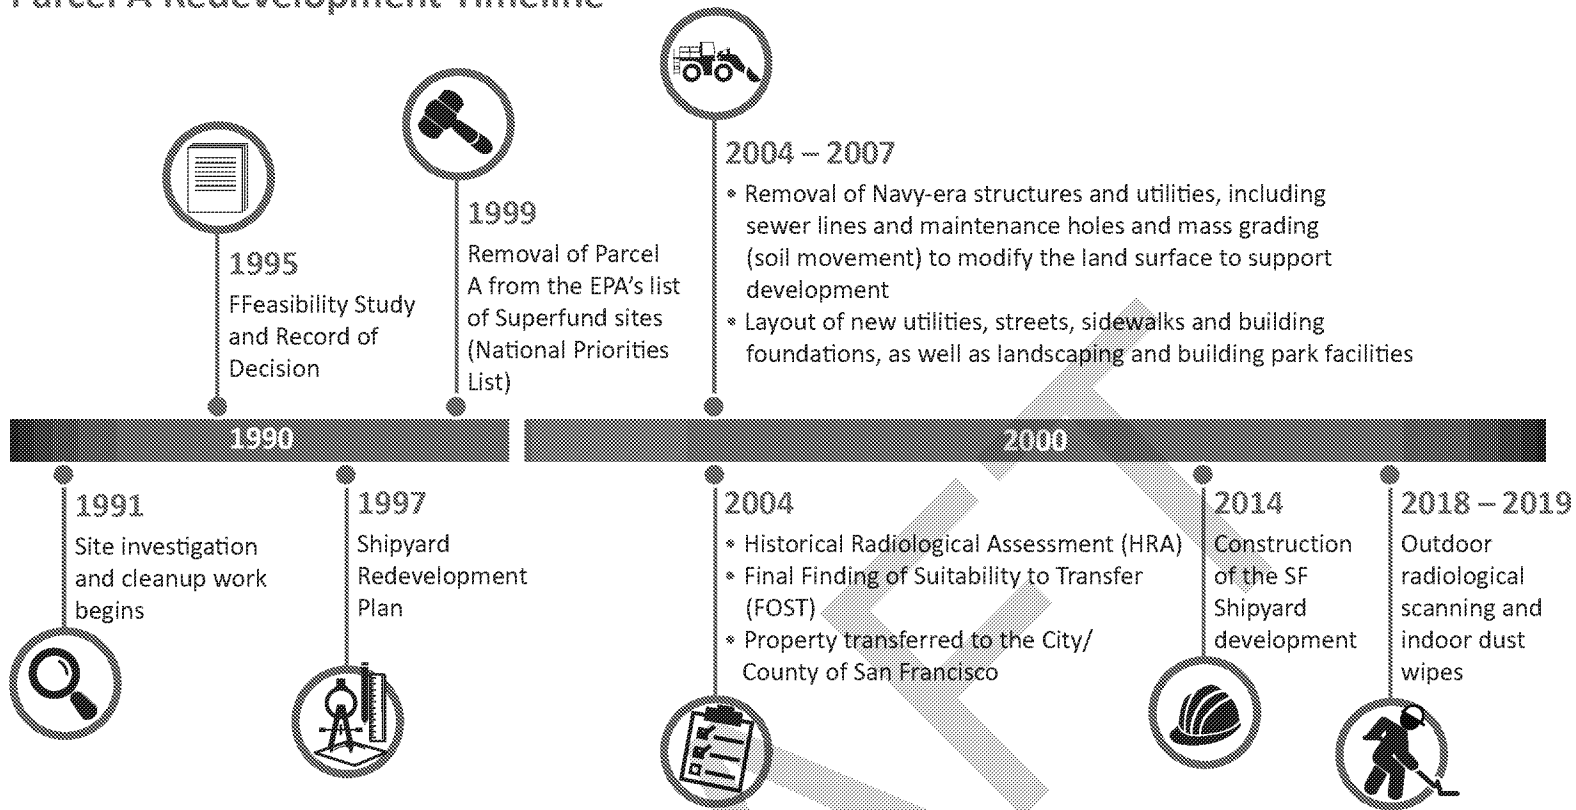 Parcel A Redevelopment Timeline
2004 – 2007
• Removal of Navy-era structures and utilities, including
sewer lines and maintenance holes and mass grading
(soil movement) to modify the land surface to support
development
• Layout of new utilities, streets, sidewalks and building
foundations, as well as landscaping and building park facilities
1999
Removal of Parcel
A from the EPA's list
of Superfund sites
(National Priorities
List)
1995
FFeasibility Study
and Record of
Decision
1990
2000
1991
Site investigation
and cleanup work
begins
1997
Shipyard
Redevelopment
Plan
2004
• Historical Radiological Assessment (HRA)
• Final Finding of Suitability to Transfer
(FOST)
• Property transferred to the City/
County of San Francisco
2014
Construction
of the SF
Shipyard
development
2018 – 2019
Outdoor
radiological
scanning and
indoor dust
wipes